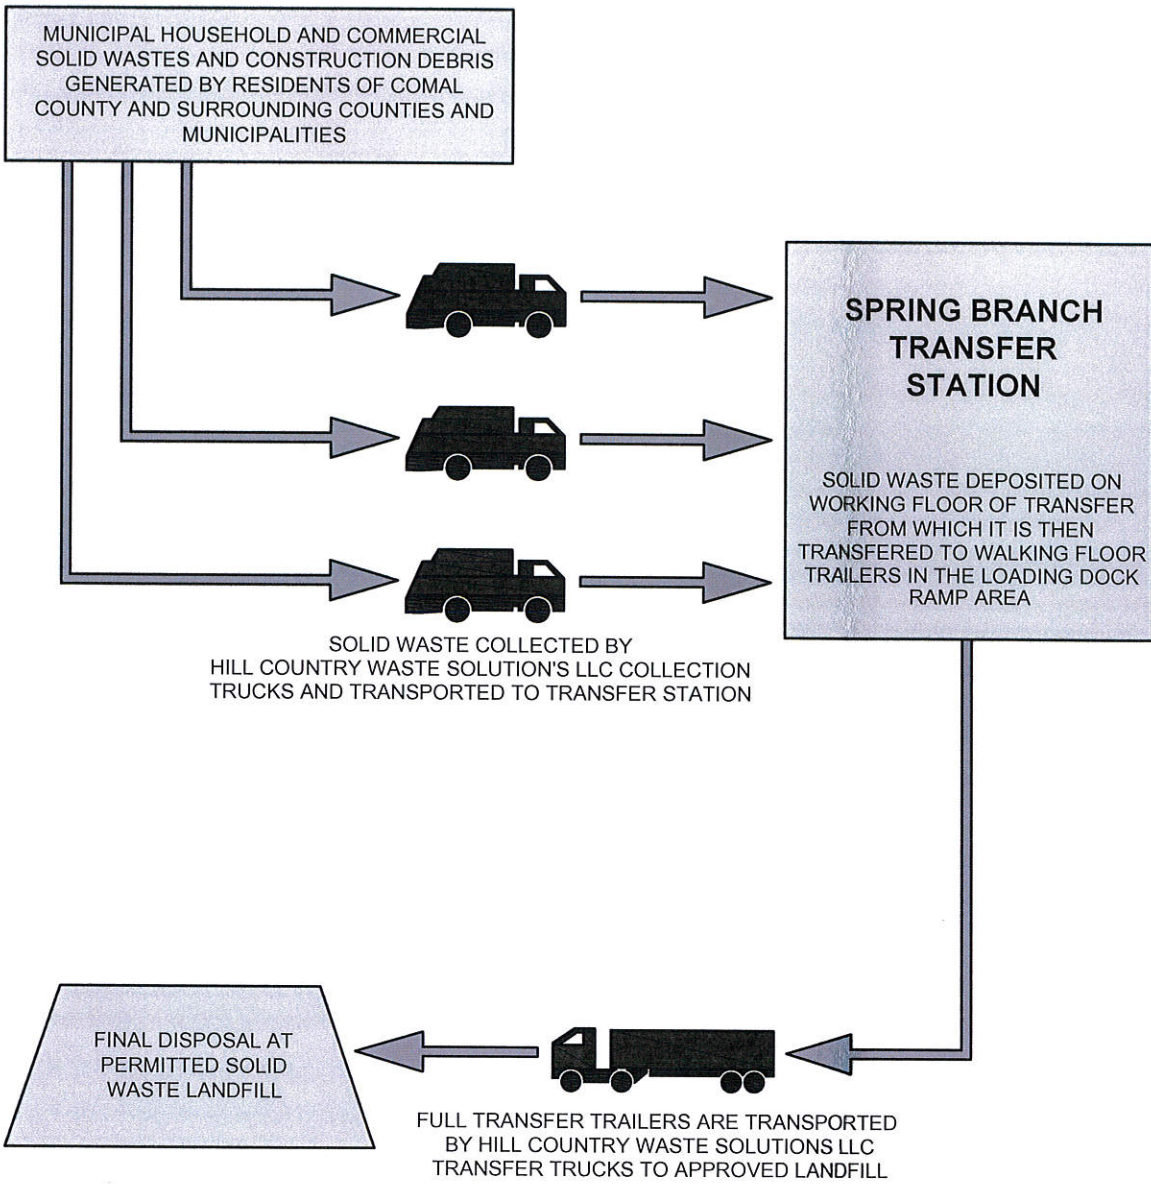 MUNICIPAL HOUSEHOLD AND COMMERCIAL
SOLID WASTES AND CONSTRUCTION DEBRIS
GENERATED BY RESIDENTS OF COMAL
COUNTY AND SURROUNDING COUNTIES AND
MUNICIPALITIES
SPRING BRANCH
TRANSFER
STATION
SOLID WASTE DEPOSITED ON
WORKING FLOOR OF TRANSFER
FROM WHICH IT IS THEN
TRANSFERED TO WALKING FLOOR
TRAILERS IN THE LOADING DOCK
RAMP AREA
SOLID WASTE COLLECTED BY
HILL COUNTRY WASTE SOLUTION'S LLC COLLECTION
TRUCKS AND TRANSPORTED TO TRANSFER STATION
FINAL DISPOSAL AT
PERMITTED SOLID
WASTE LANDFILL
FULL TRANSFER TRAILERS ARE TRANSPORTED
BY HILL COUNTRY WASTE SOLUTIONS LLC
TRANSFER TRUCKS TO APPROVED LANDFILL